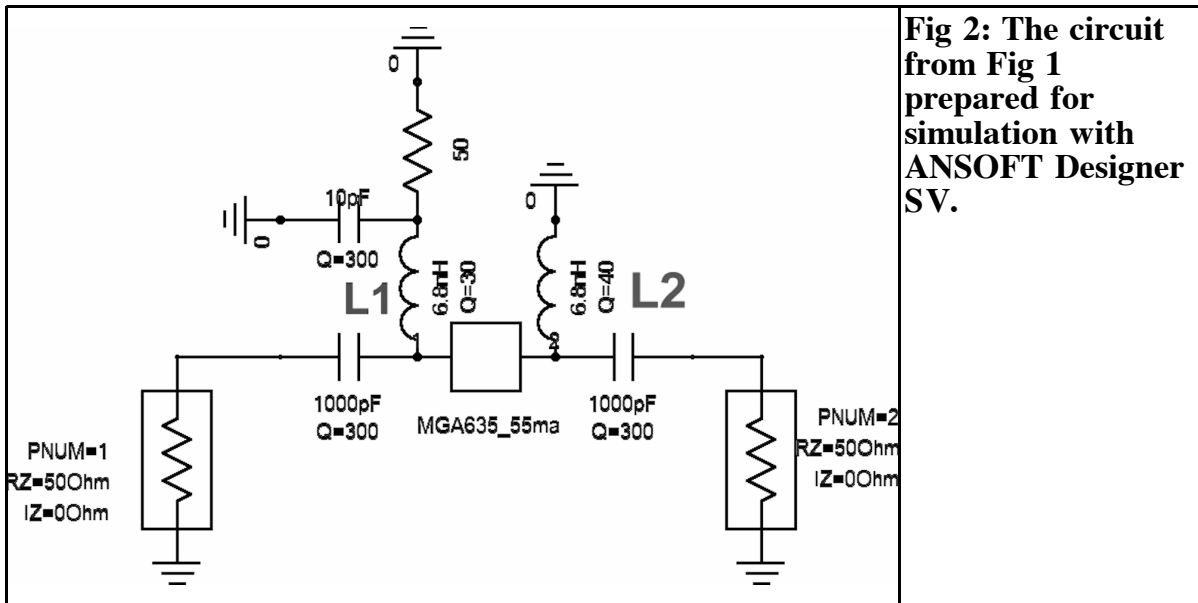 Fig 2: The circuit
from Fig 1
prepared for
simulation with
ANSOFT Designer
SV.
0
50
10pF
0
Q=300
0
L1
6.8nH
Q=30
6.8nH
Q=40
L2
1000pF
Q=300
MGA635_55ma
1000pF
Q=300
PNUM=1
RZ=50Ohm
IZ=0Ohm
PNUM=2
RZ=50Ohm
IZ=0Ohm